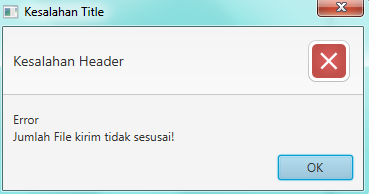 Kesalahan Title
Kesalahan Header
Error
Jumlah File kirim tidak sesusai!
OK